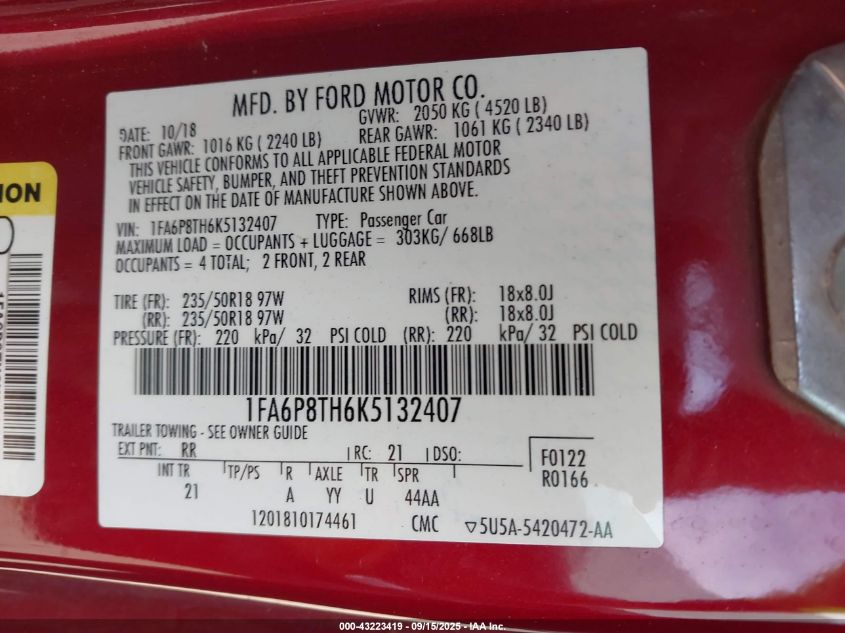 MFD. BY FORD MOTOR CO.
DATE: 10/18 GVWR: 2050 KG ( 4520 LB)
FRONT GAWR: 1016 KG ( 2240 LB) REAR GAWR: 1061 KG ( 2340 LB)
THIS VEHICLE CONFORMS TO ALL APPLICABLE FEDERAL MOTOR
VEHICLE SAFETY, BUMPER, AND THEFT PREVENTION STANDARDS
IN EFFECT ON THE DATE OF MANUFACTURE SHOWN ABOVE.
VIN: 1FA6P8TH6K5132407 TYPE: Passenger Car
MAXIMUM LOAD = OCCUPANTS + LUGGAGE = 303KG/ 668LB
OCCUPANTS = 4 TOTAL; 2 FRONT, 2 REAR
TIRE (FR): 235/50R18 97W RIMS (FR): 18x8.0J
(RR): 235/50R18 97W (RR): 18x8.0J
PRESSURE (FR): 220 kPa/ 32 PSI COLD (RR): 220 kPa/ 32 PSI COLD
1FA6P8TH6K5132407
TRAILER TOWING - SEE OWNER GUIDE
EXT PNT: RR RC: 21 DSO: F0122
INT TR TP/PS R AXLE TR SPR R0166
21 A YY U 44AA
1201810174461 CMC ▽5U5A-5420472-AA
ION
000-43223419 - 09/15/2025 - IAA Inc.